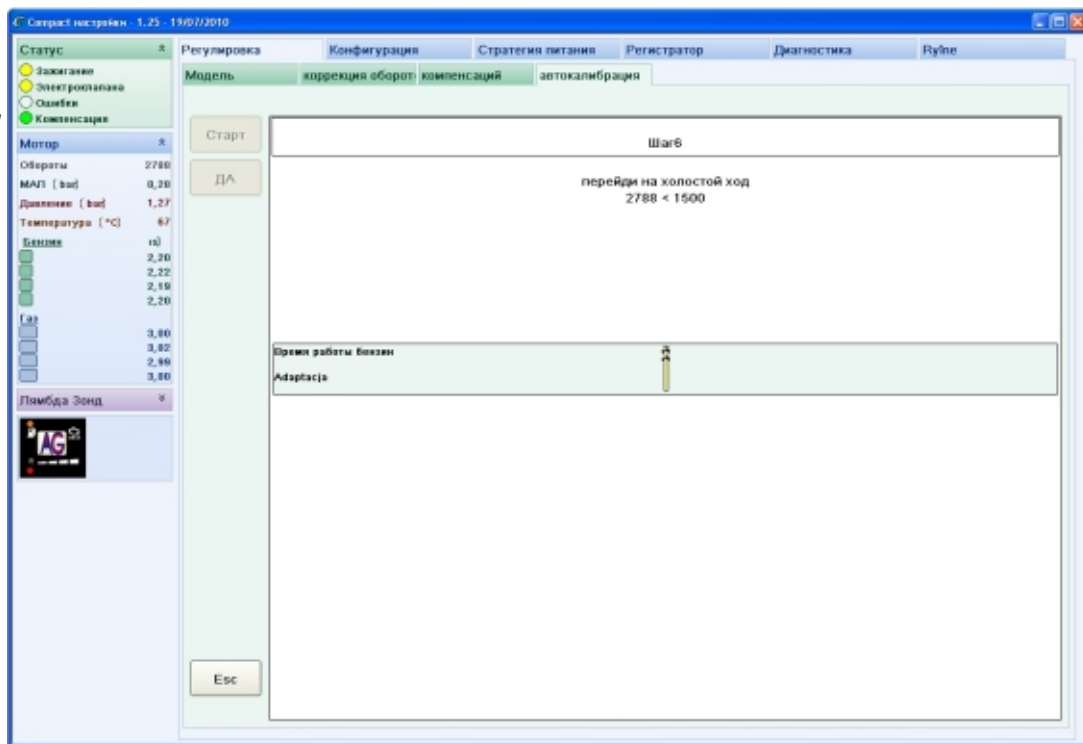 Compact настройки - 1.25 - 19/07/2010
Статус
Зажигание
Электроклапана
Ошибки
Компенсация
Мотор
Обороты 2788
МАП [bar] 0,28
Давление [bar] 1,27
Температура [°C] 67
Бензин
2,20
2,22
2,19
2,20
Газ
3,00
3,02
2,99
3,00
Лямбда Зонд
AG
Регулировка Конфигурация Стратегия питания Регистратор Диагностика Rylne
Модель коррекция оборот компенсаций автокалибрация
Старт
ДА
Esc
Шаг6
перейди на холостой ход
2788 < 1500
Время работы бензин
Adaptacja